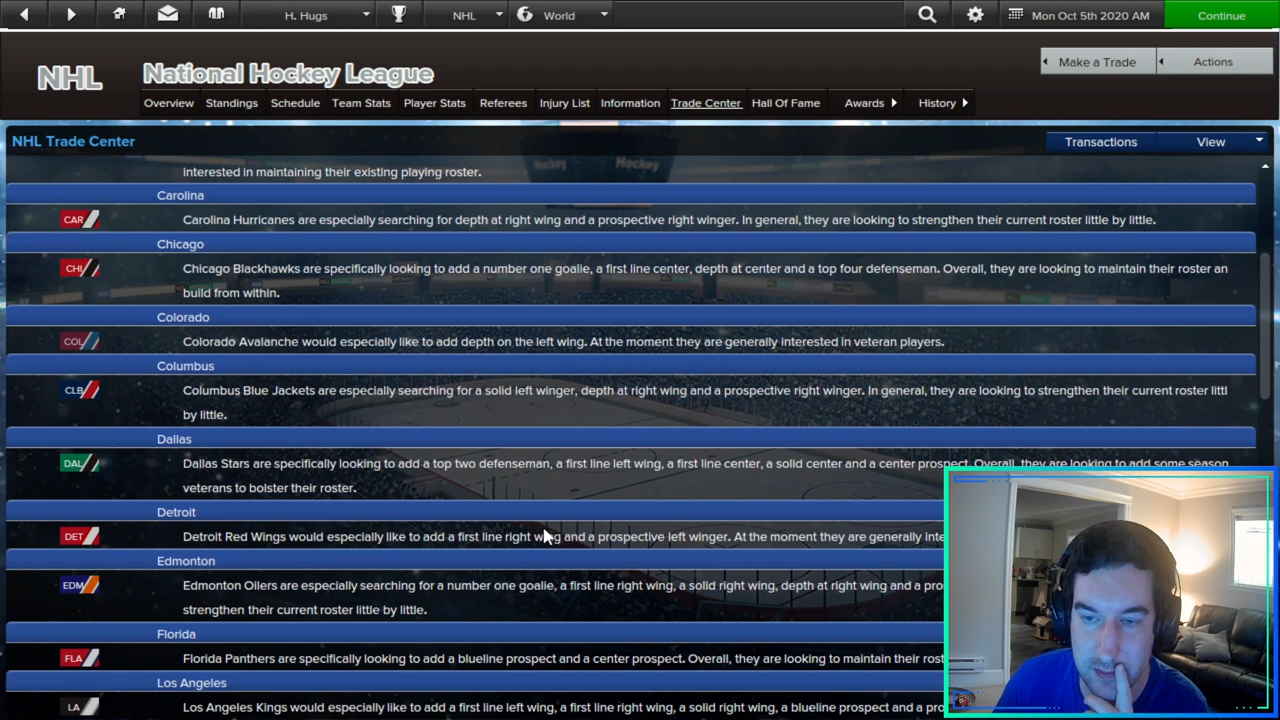 H. Hugs NHL World Mon Oct 5th 2020 AM Continue
NHL National Hockey League Make a Trade Actions
Overview Standings Schedule Team Stats Player Stats Referees Injury List Information Trade Center Hall Of Fame Awards History
NHL Trade Center Transactions View
interested in maintaining their existing playing roster.
Carolina
CAR Carolina Hurricanes are especially searching for depth at right wing and a prospective right winger. In general, they are looking to strengthen their current roster little by little.
Chicago
CHI Chicago Blackhawks are specifically looking to add a number one goalie, a first line center, depth at center and a top four defenseman. Overall, they are looking to maintain their roster an
build from within.
Colorado
COL Colorado Avalanche would especially like to add depth on the left wing. At the moment they are generally interested in veteran players.
Columbus
CLB Columbus Blue Jackets are especially searching for a solid left winger, depth at right wing and a prospective right winger. In general, they are looking to strengthen their current roster littl
by little.
Dallas
DAL Dallas Stars are specifically looking to add a top two defenseman, a first line left wing, a first line center, a solid center and a center prospect. Overall, they are looking to add some season
veterans to bolster their roster.
Detroit
DET Detroit Red Wings would especially like to add a first line right wing and a prospective left winger. At the moment they are generally inte
Edmonton
EDM Edmonton Oilers are especially searching for a number one goalie, a first line right wing, a solid right wing, depth at right wing and a pro
strengthen their current roster little by little.
Florida
FLA Florida Panthers are specifically looking to add a blueline prospect and a center prospect. Overall, they are looking to maintain their rost
Los Angeles
LA Los Angeles Kings would especially like to add a first line left wing, a first line right wing, a solid right wing, a blueline prospect and a pro